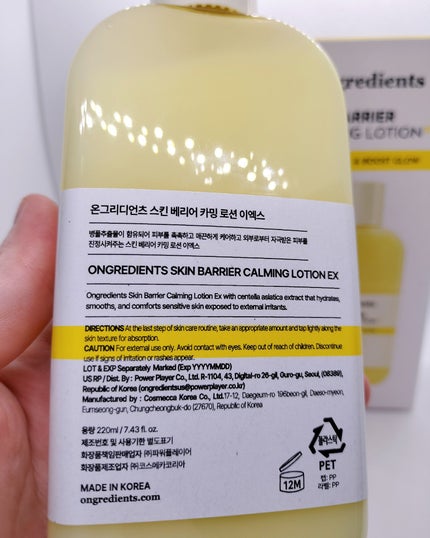 온그리디언츠 스킨 베리어 카밍 로션 이엑스
병풀추출물이 함유되어 피부를 촉촉하고 매끈하게 케어하고 외부로부터 자극받은 피부를
진정시켜주는 스킨 베리어 카밍 로션 이엑스
ONGREDIENTS SKIN BARRIER CALMING LOTION EX
Ongredients Skin Barrier Calming Lotion Ex with centella asiatica extract that hydrates,
smooths, and comforts sensitive skin exposed to external irritants.
DIRECTIONS At the last step of skin care routine, take an appropriate amount and tap lightly along the
skin texture for absorption.
CAUTION For external use only. Avoid contact with eyes. Keep out of reach of children. Discontinue
use if signs of irritation or rashes appear.
LOT & EXP Separately Marked (Exp YYYYMMDD)
US RP / Dist. By : Power Player Co., Ltd. R-1104, 43, Digital-ro 26-gil, Guro-gu, Seoul, (08389),
Republic of Korea (ongredientsus@powerplayer.co.kr)
Manufactured by : Cosmecca Korea Co., Ltd.17-12, Daegeum-ro 196beon-gil, Daeso-myeon,
Eumseong-gun, Chungcheongbuk-do (27670), Republic of Korea
용량 220ml / 7.43 fl. oz.
제조번호 및 사용기한 별도표기
화장품책임판매업자 ㈜파워플레이어
화장품제조업자 ㈜코스메카코리아
MADE IN KOREA
ongredients.com
12M
플라스틱
PET
캡: PP
라벨: PP
gredients
ARRIER
G LOTION
& BOOST GLOW